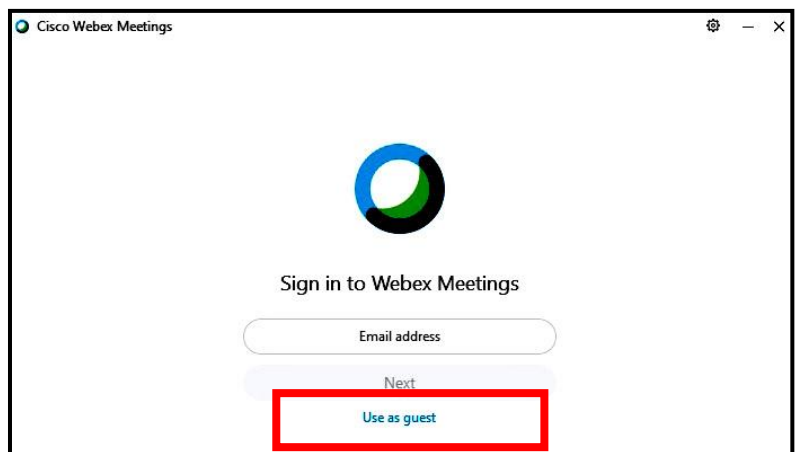 Cisco Webex Meetings
Sign in to Webex Meetings
Email address
Next
Use as guest